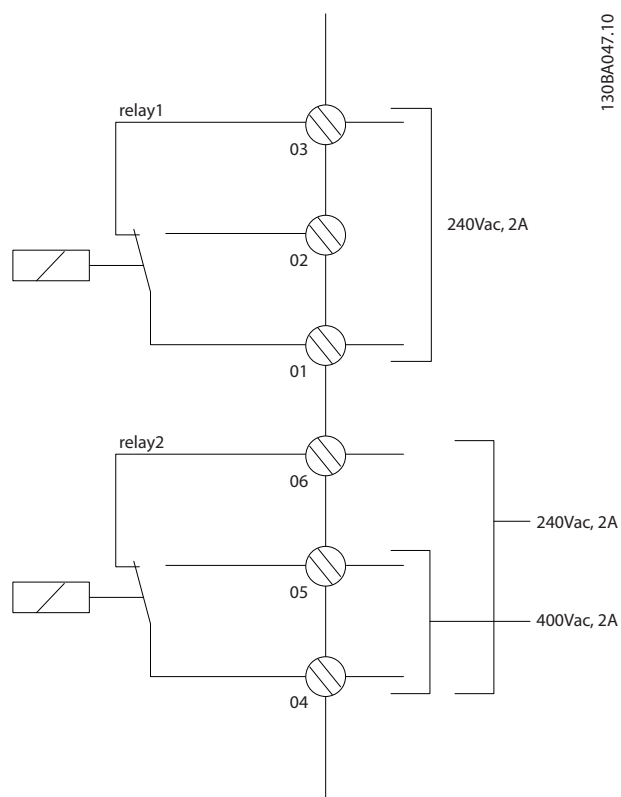 130BA047.10
relay1
03
240Vac, 2A
02
01
relay2
06
240Vac, 2A
05
400Vac, 2A
04